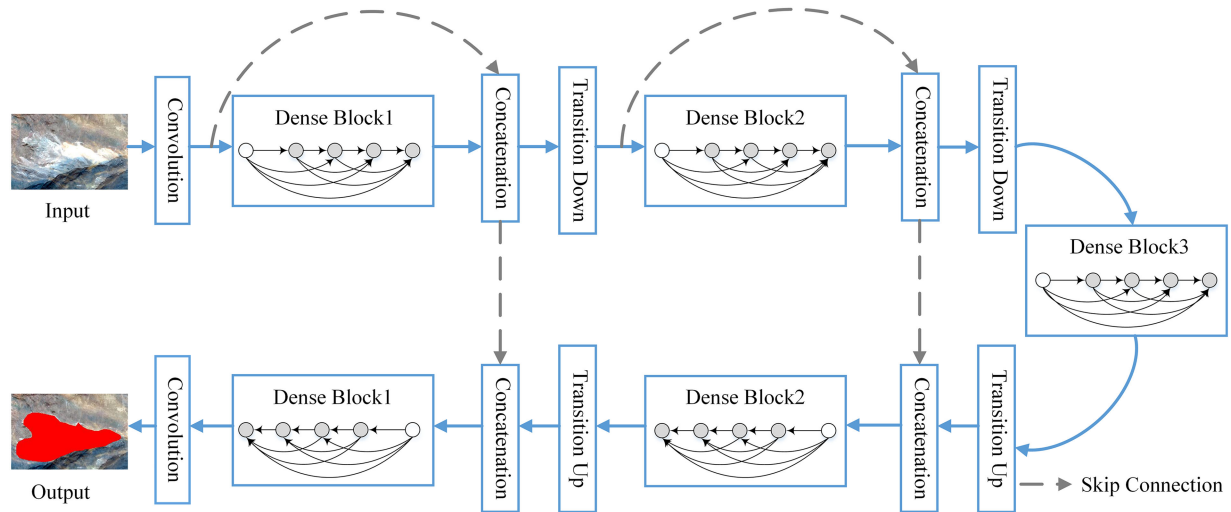 Input
Convolution
Dense Block1
Concatenation
Transition Down
Dense Block2
Concatenation
Transition Down
Dense Block3
Transition Up
Concatenation
Dense Block2
Transition Up
Concatenation
Dense Block1
Convolution
Output
Skip Connection